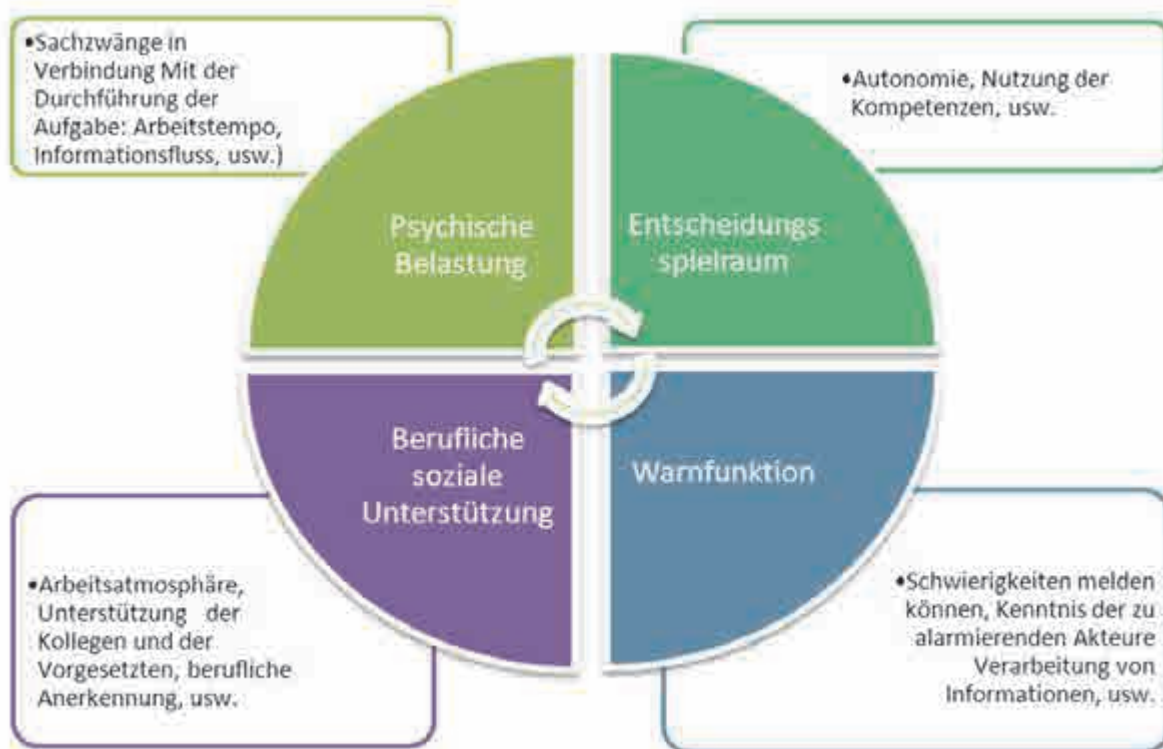 •Sachzwänge in
Verbindung Mit der
Durchführung der
Aufgabe: Arbeitstempo,
Informationsfluss, usw.)
•Autonomie, Nutzung der
Kompetenzen, usw.
Psychische
Belastung
Entscheidungs
spielraum
Berufliche
soziale
Unterstützung
Warnfunktion
•Arbeitsatmosphäre,
Unterstützung der
Kollegen und der
Vorgesetzten, berufliche
Anerkennung, usw.
•Schwierigkeiten melden
können, Kenntnis der zu
alarmierenden Akteure
Verarbeitung von
Informationen, usw.